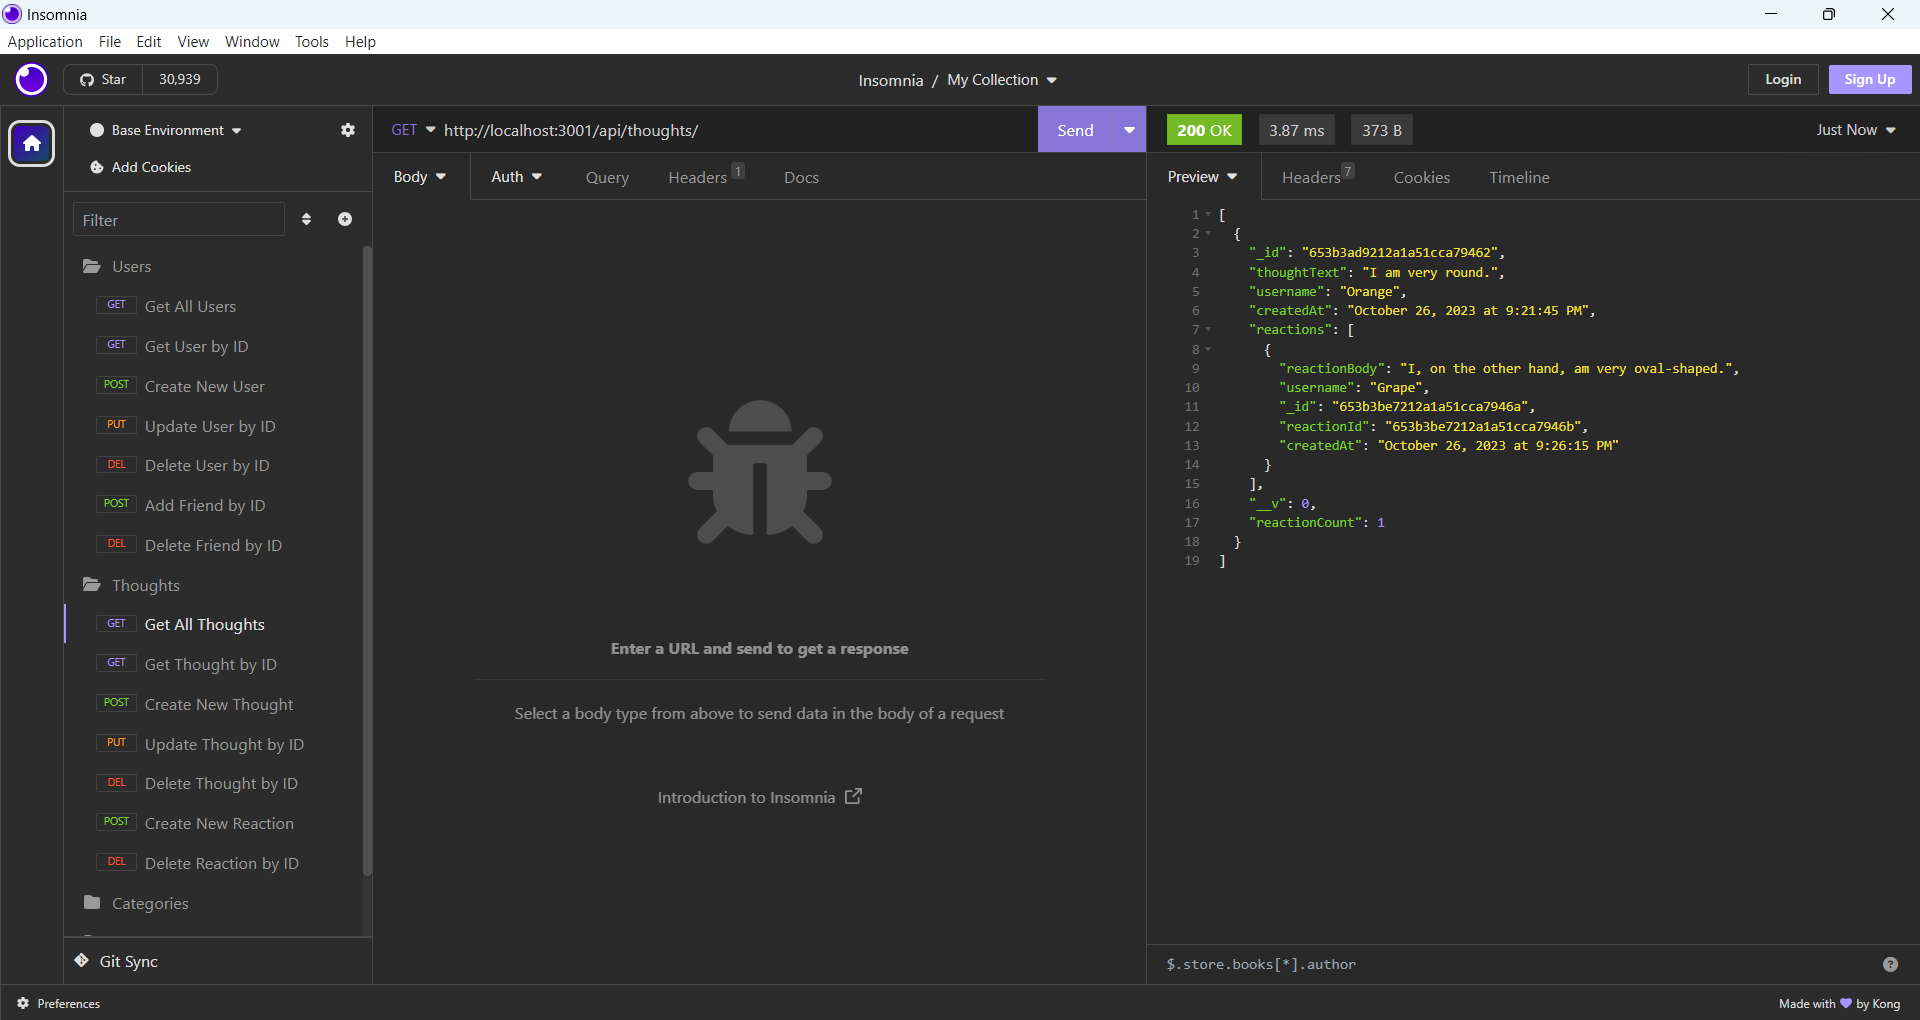 Insomnia
Application File Edit View Window Tools Help
Star 30,939
Insomnia / My Collection
Login Sign Up
Base Environment
Add Cookies
Filter
Users
GET Get All Users
GET Get User by ID
POST Create New User
PUT Update User by ID
DEL Delete User by ID
POST Add Friend by ID
DEL Delete Friend by ID
Thoughts
GET Get All Thoughts
GET Get Thought by ID
POST Create New Thought
PUT Update Thought by ID
DEL Delete Thought by ID
POST Create New Reaction
DEL Delete Reaction by ID
Categories
Git Sync
GET http://localhost:3001/api/thoughts/ Send
Body Auth Query Headers 1 Docs
Enter a URL and send to get a response
Select a body type from above to send data in the body of a request
Introduction to Insomnia
200 OK 3.87 ms 373 B Just Now
Preview Headers 7 Cookies Timeline
1 [
2 {
3 "_id": "653b3ad9212a1a51cca79462",
4 "thoughtText": "I am very round.",
5 "username": "Orange",
6 "createdAt": "October 26, 2023 at 9:21:45 PM",
7 "reactions": [
8 {
9 "reactionBody": "I, on the other hand, am very oval-shaped.",
10 "username": "Grape",
11 "_id": "653b3be7212a1a51cca7946a",
12 "reactionId": "653b3be7212a1a51cca7946b",
13 "createdAt": "October 26, 2023 at 9:26:15 PM"
14 }
15 ],
16 "__v": 0,
17 "reactionCount": 1
18 }
19 ]
$.store.books[*].author
?
Preferences
Made with by Kong